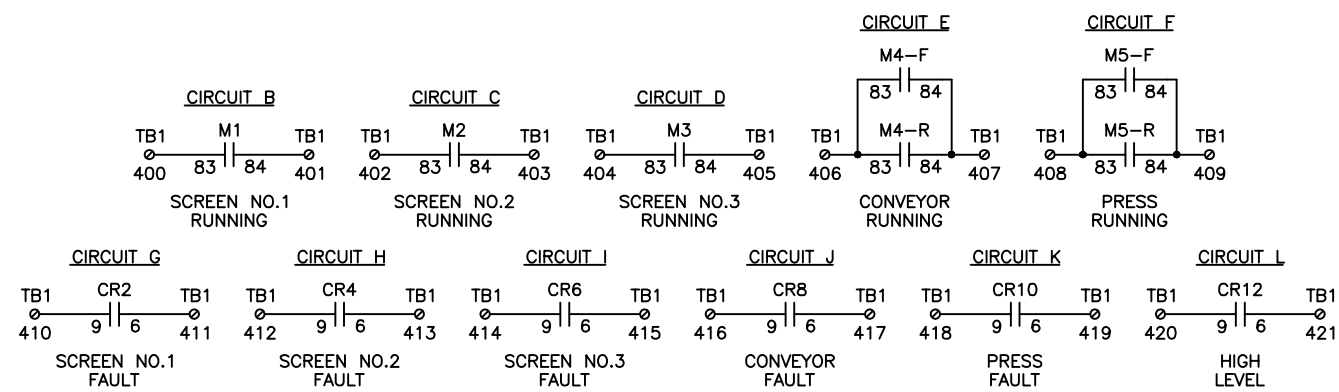 CIRCUIT E CIRCUIT F
M4-F M5-F
83 84 83 84
CIRCUIT B CIRCUIT C CIRCUIT D
TB1 M1 TB1 TB1 M2 TB1 TB1 M3 TB1 TB1 M4-R TB1 TB1 M5-R TB1
400 83 84 401 402 83 84 403 404 83 84 405 406 83 84 407 408 83 84 409
SCREEN NO.1 SCREEN NO.2 SCREEN NO.3 CONVEYOR PRESS
RUNNING RUNNING RUNNING RUNNING RUNNING
CIRCUIT G CIRCUIT H CIRCUIT I CIRCUIT J CIRCUIT K CIRCUIT L
TB1 CR2 TB1 TB1 CR4 TB1 TB1 CR6 TB1 TB1 CR8 TB1 TB1 CR10 TB1 TB1 CR12 TB1
410 9 6 411 412 9 6 413 414 9 6 415 416 9 6 417 418 9 6 419 420 9 6 421
SCREEN NO.1 SCREEN NO.2 SCREEN NO.3 CONVEYOR PRESS HIGH
FAULT FAULT FAULT FAULT FAULT LEVEL